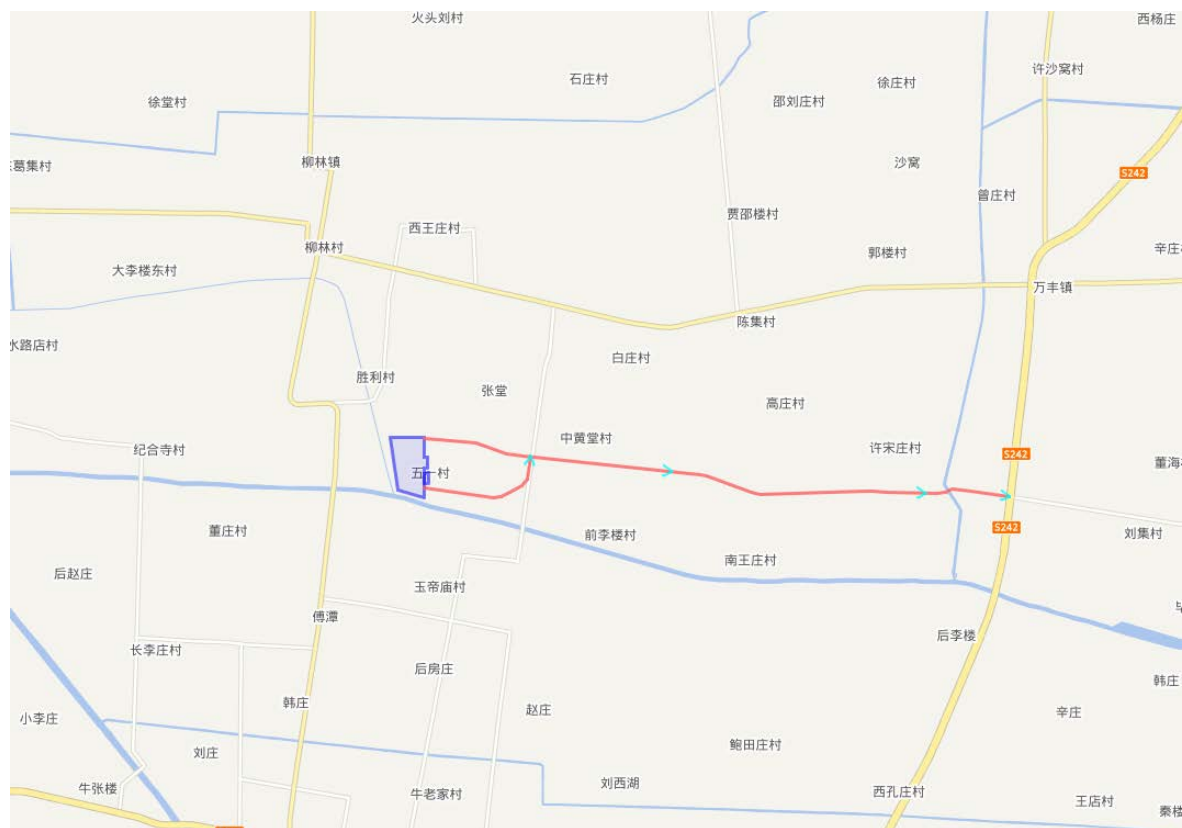 火头刘村
西杨庄
许沙窝村
石庄村
徐庄村
徐堂村
邵刘庄村
柳林镇
沙窝
葛集村
S242
曾庄村
贾邵楼村
西王庄村
柳林村
郭楼村
辛庄
大李楼东村
万丰镇
陈集村
水路店村
白庄村
胜利村
张堂
高庄村
中黄堂村
许宋庄村
纪合寺村
S242
董海
五一村
S242
董庄村
前李楼村
刘集村
南王庄村
后赵庄
玉帝庙村
傅潭
后李楼
长李庄村
后房庄
韩庄
韩庄
赵庄
小李庄
辛庄
刘庄
鲍田庄村
刘西湖
牛张楼
牛老家村
西孔庄村
王店村
秦楼